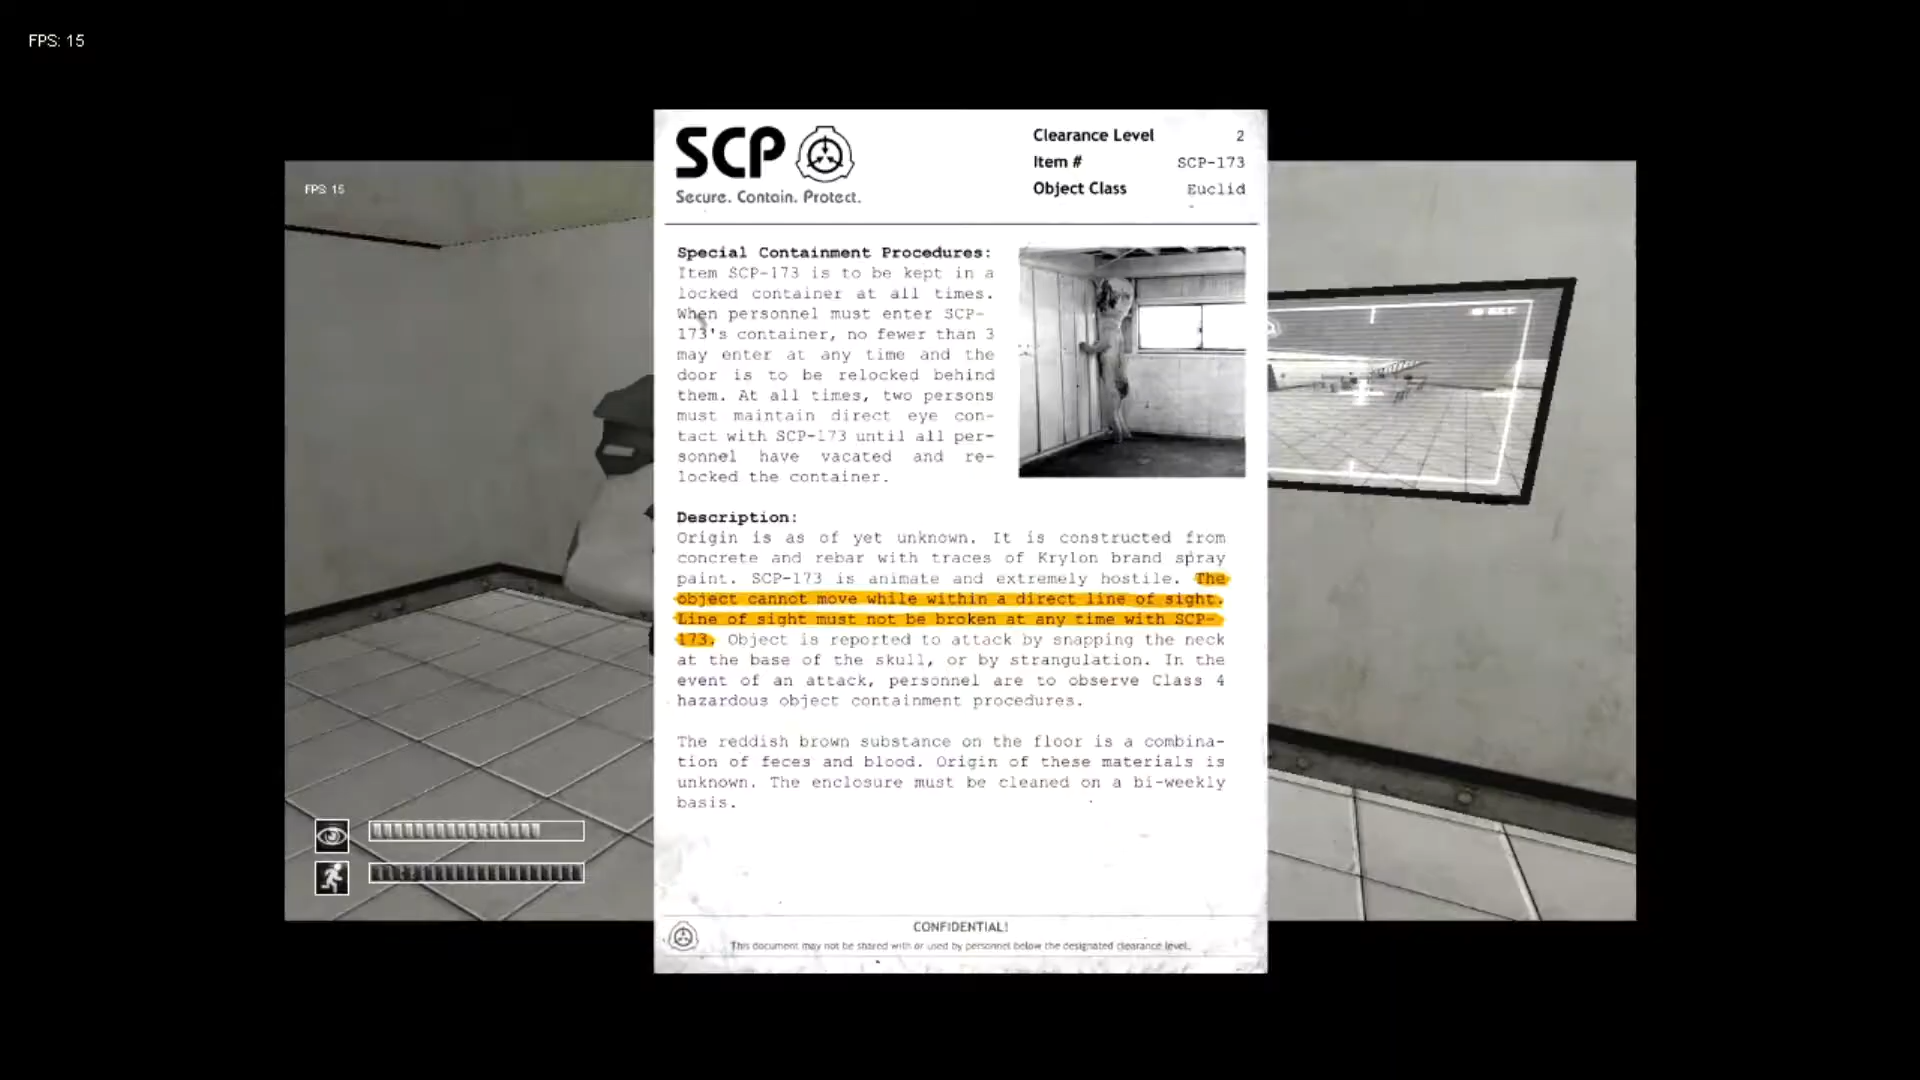 FPS: 15
FPS: 15
SCP
Secure. Contain. Protect.
Clearance Level 2
Item # SCP-173
Object Class Euclid
Special Containment Procedures:
Item SCP-173 is to be kept in a
locked container at all times.
When personnel must enter SCP-
173's container, no fewer than 3
may enter at any time and the
door is to be relocked behind
them. At all times, two persons
must maintain direct eye con-
tact with SCP-173 until all per-
sonnel have vacated and re-
locked the container.
Description:
Origin is as of yet unknown. It is constructed from
concrete and rebar with traces of Krylon brand spray
paint. SCP-173 is animate and extremely hostile. The
object cannot move while within a direct line of sight.
Line of sight must not be broken at any time with SCP-
173. Object is reported to attack by snapping the neck
at the base of the skull, or by strangulation. In the
event of an attack, personnel are to observe Class 4
hazardous object containment procedures.
The reddish brown substance on the floor is a combina-
tion of feces and blood. Origin of these materials is
unknown. The enclosure must be cleaned on a bi-weekly
basis.
CONFIDENTIAL!
This document may not be shared with or used by personnel below the designated clearance level.
REC